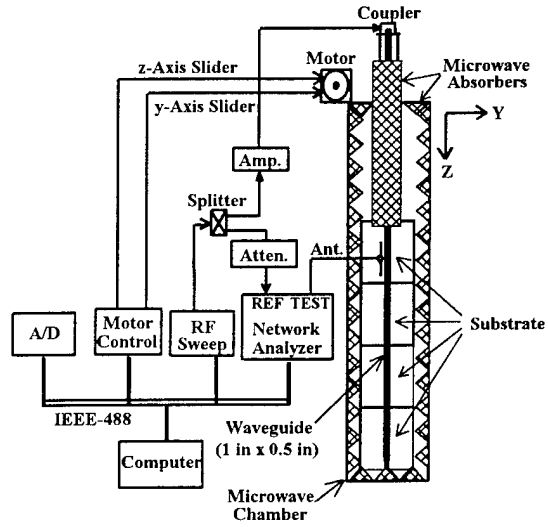 Coupler
Motor
Microwave
Absorbers
z-Axis Slider
y-Axis Slider
Y
Z
Amp.
Splitter
Atten.
Ant.
REF TEST
Network
Analyzer
A/D
Motor
Control
RF
Sweep
Substrate
IEEE-488
Waveguide
(1 in x 0.5 in)
Computer
Microwave
Chamber